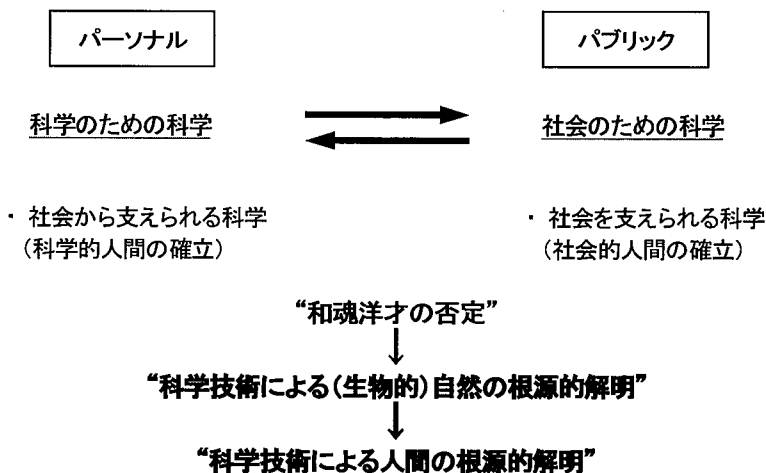 パーソナル
パブリック
科学のための科学
社会のための科学
・ 社会から支えられる科学
(科学的人間の確立)
・ 社会を支えられる科学
(社会的人間の確立)
“和魂洋才の否定”
“科学技術による(生物的)自然の根源的解明”
“科学技術による人間の根源的解明”